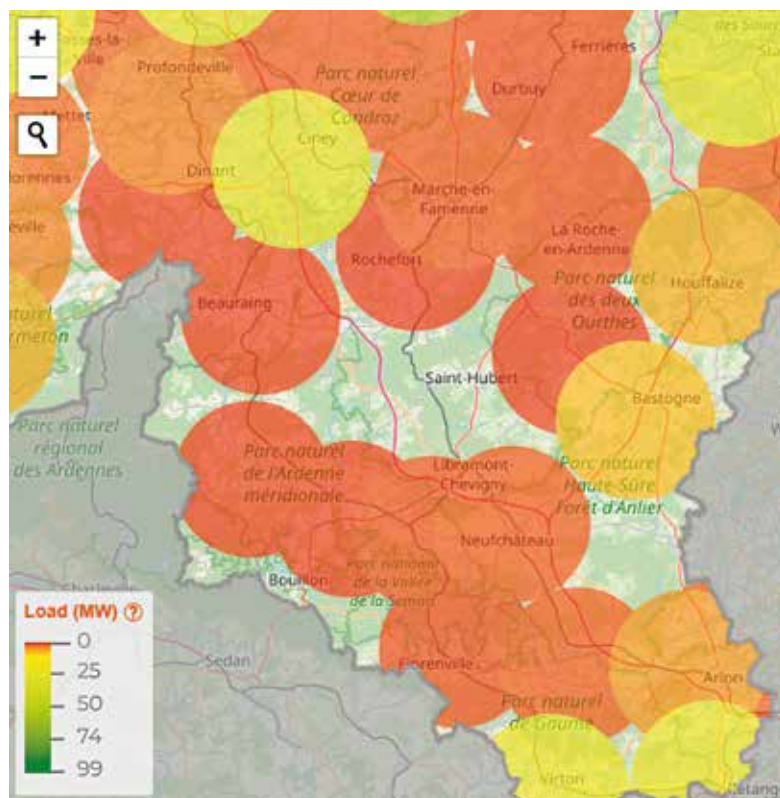 +
Ferrières
−
Profondeville
Parc naturel
Cœur de
Condroz
Durbuy
Ciney
Dinant
Marche-en-
Famenne
La Roche-
en-Ardenne
Rochefort
Parc naturel
des deux
Ourthes
Houffalize
Beauraing
Saint-Hubert
Bastogne
Parc naturel
régional
des Ardennes
Parc naturel
de l'Ardenne
méridionale
Libramont-
Chevigny
Parc naturel
Haute-Sûre
Forêt d'Anlier
Neufchâteau
Bouillon
Parc national
de la Vallée
de la Semois
Load (MW) ?
0
25
50
74
99
Sedan
Florenville
Arlon
Parc naturel
de Gaume
Virton